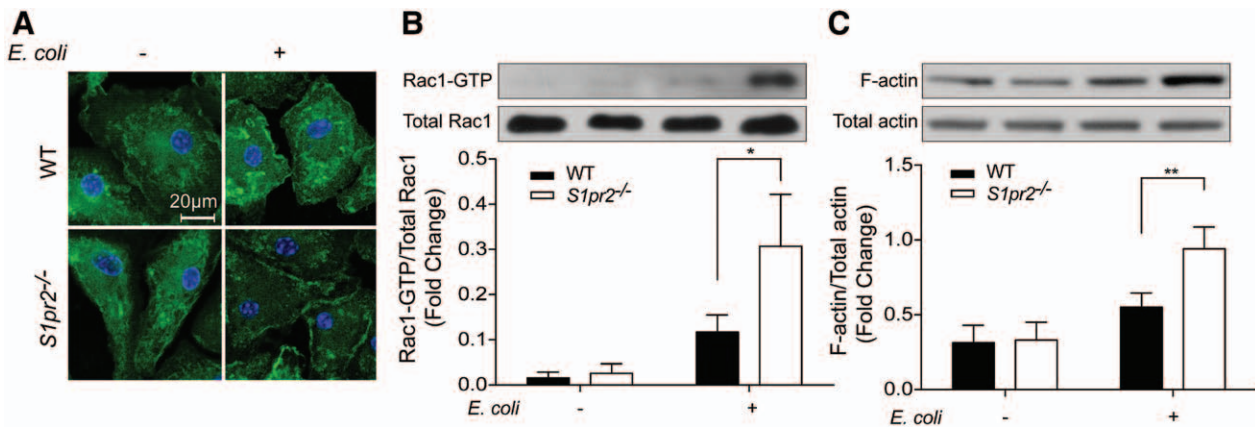 A
E. coli - +
WT
20μm
S1pr2-/-
B
Rac1-GTP
Total Rac1
Rac1-GTP/Total Rac1
(Fold Change)
0.5
0.4
0.3
0.2
0.1
0.0
*
WT
S1pr2-/-
E. coli - +
C
F-actin
Total actin
F-actin/Total actin
(Fold Change)
1.5
1.0
0.5
0.0
**
WT
S1pr2-/-
E. coli - +